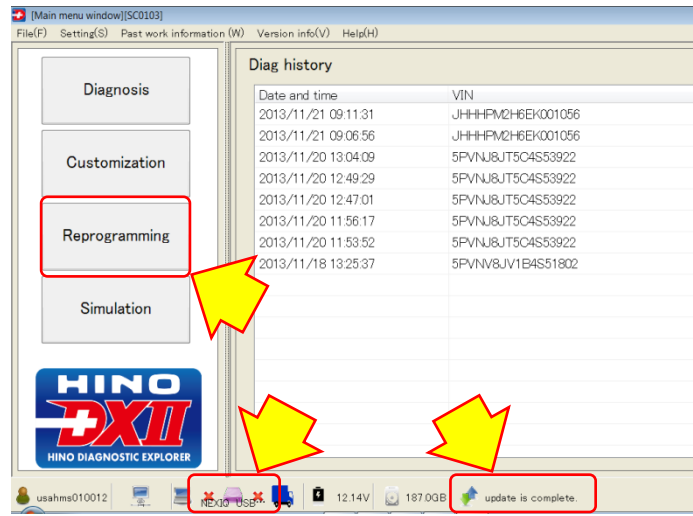 [Main menu window][SC0103]
File(F) Setting(S) Past work information (W) Version info(V) Help(H)
Diagnosis
Customization
Reprogramming
Simulation
HINO
DXII
HINO DIAGNOSTIC EXPLORER
Diag history
Date and time VIN
2013/11/21 09:11:31 JHHHPM2H6EK001056
2013/11/21 09:06:56 JHHHPM2H6EK001056
2013/11/20 13:04:09 5PVNJ8JT5C4S53922
2013/11/20 12:49:29 5PVNJ8JT5C4S53922
2013/11/20 12:47:01 5PVNJ8JT5C4S53922
2013/11/20 11:56:17 5PVNJ8JT5C4S53922
2013/11/20 11:53:52 5PVNJ8JT5C4S53922
2013/11/18 13:25:37 5PVNV8JV1B4S51802
usahms010012 NEXIQ USB 12.14V 187.0GB update is complete.